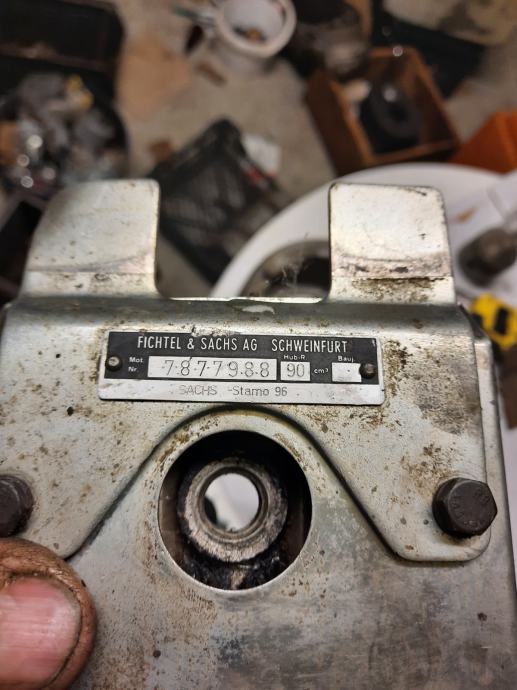 FICHTEL & SACHS AG SCHWEINFURT
Mot. Nr. 7877988 Hub-R. 90 cm³ Bauj.
SACHS -Stamo 96